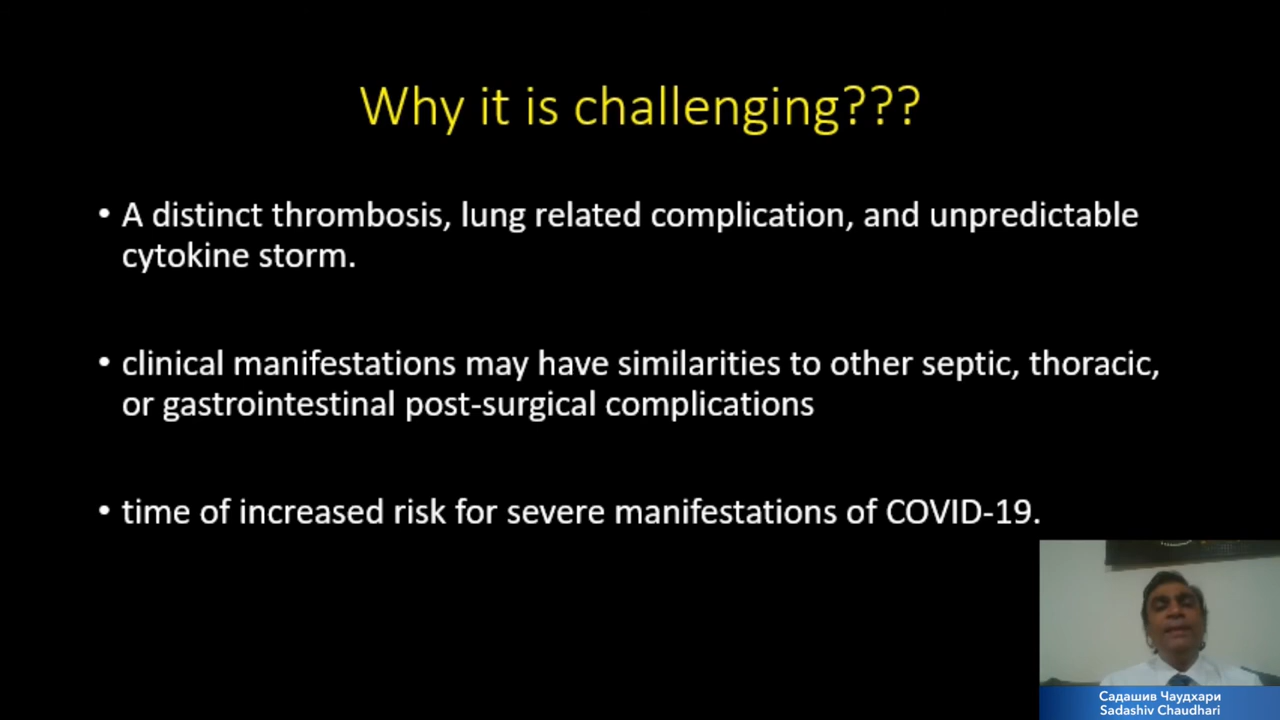 Why it is challenging???
• A distinct thrombosis, lung related complication, and unpredictable
cytokine storm.
• clinical manifestations may have similarities to other septic, thoracic,
or gastrointestinal post-surgical complications
• time of increased risk for severe manifestations of COVID-19.
Садашив Чаудхари
Sadashiv Chaudhari